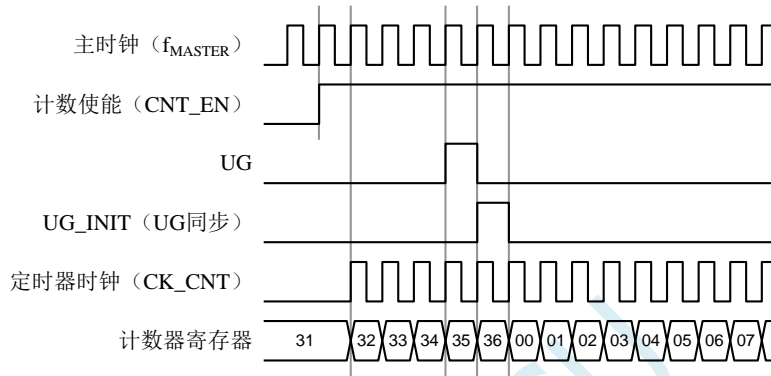 主时钟（fMASTER）
计数使能（CNT_EN）
UG
UG_INIT（UG同步）
定时器时钟（CK_CNT）
计数器寄存器 31 32 33 34 35 36 00 01 02 03 04 05 06 07